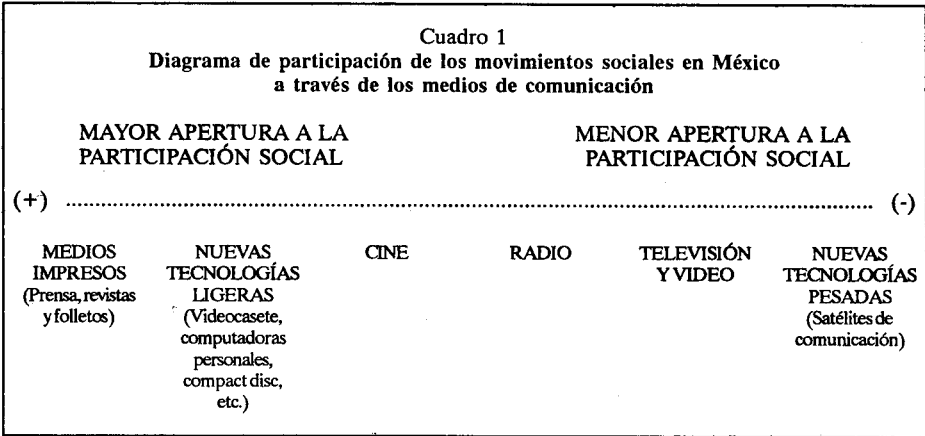 Cuadro 1
Diagrama de participación de los movimientos sociales en México
a través de los medios de comunicación
MAYOR APERTURA A LA
PARTICIPACIÓN SOCIAL
MENOR APERTURA A LA
PARTICIPACIÓN SOCIAL
(+) ........................................................ (-)
MEDIOS
IMPRESOS
(Prensa, revistas
y folletos)
NUEVAS
TECNOLOGÍAS
LIGERAS
(Videocasete,
computadoras
personales,
compact disc,
etc.)
CINE
RADIO
TELEVISIÓN
Y VIDEO
NUEVAS
TECNOLOGÍAS
PESADAS
(Satélites de
comunicación)